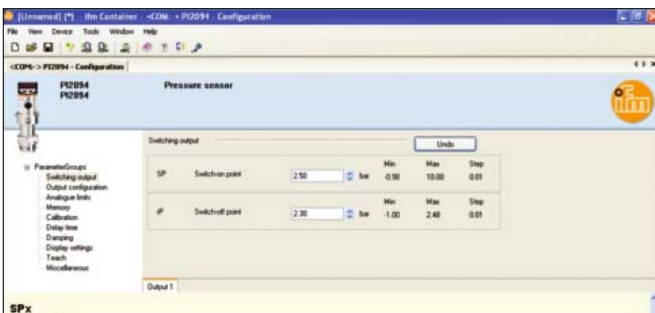 [Unnamed] (*) - ifm Container - <COM: -> PI2094 - Configuration
File View Device Tools Window Help
<COM>-> PI2094 - Configuration
PI2094
PI2094
Pressure sensor
ifm
Switching output
Undo
ParameterGroups
Switching output
Output configuration
Analogue limits
Memory
Calibration
Delay time
Damping
Display settings
Teach
Miscellaneous
Min Max Step
SP Switch-on point 2.50 bar -0.98 10.00 0.01
Min Max Step
rP Switch-off point 2.30 bar -1.00 2.48 0.01
Output 1
SPx